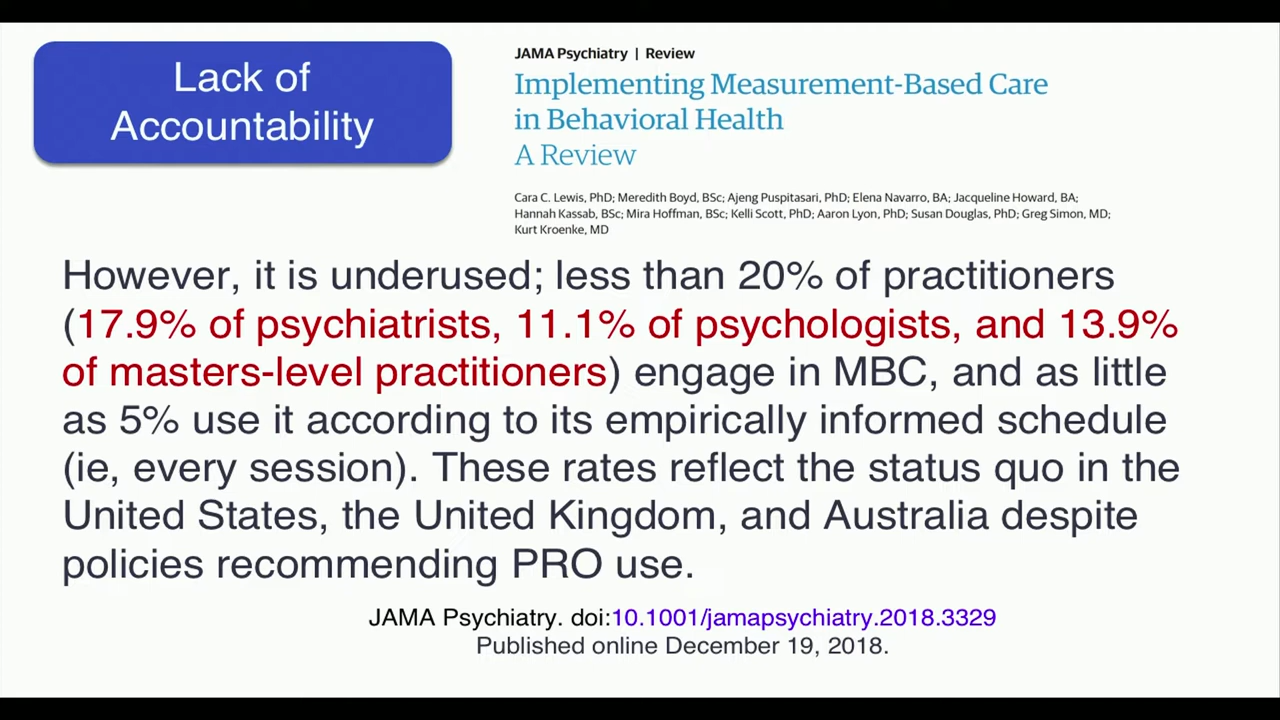 Lack of
Accountability
JAMA Psychiatry | Review
Implementing Measurement-Based Care
in Behavioral Health
A Review
Cara C. Lewis, PhD; Meredith Boyd, BSc; Ajeng Puspitasari, PhD; Elena Navarro, BA; Jacqueline Howard, BA;
Hannah Kassab, BSc; Mira Hoffman, BSc; Kelli Scott, PhD; Aaron Lyon, PhD; Susan Douglas, PhD; Greg Simon, MD;
Kurt Kroenke, MD
However, it is underused; less than 20% of practitioners
(17.9% of psychiatrists, 11.1% of psychologists, and 13.9%
of masters-level practitioners) engage in MBC, and as little
as 5% use it according to its empirically informed schedule
(ie, every session). These rates reflect the status quo in the
United States, the United Kingdom, and Australia despite
policies recommending PRO use.
JAMA Psychiatry. doi:10.1001/jamapsychiatry.2018.3329
Published online December 19, 2018.